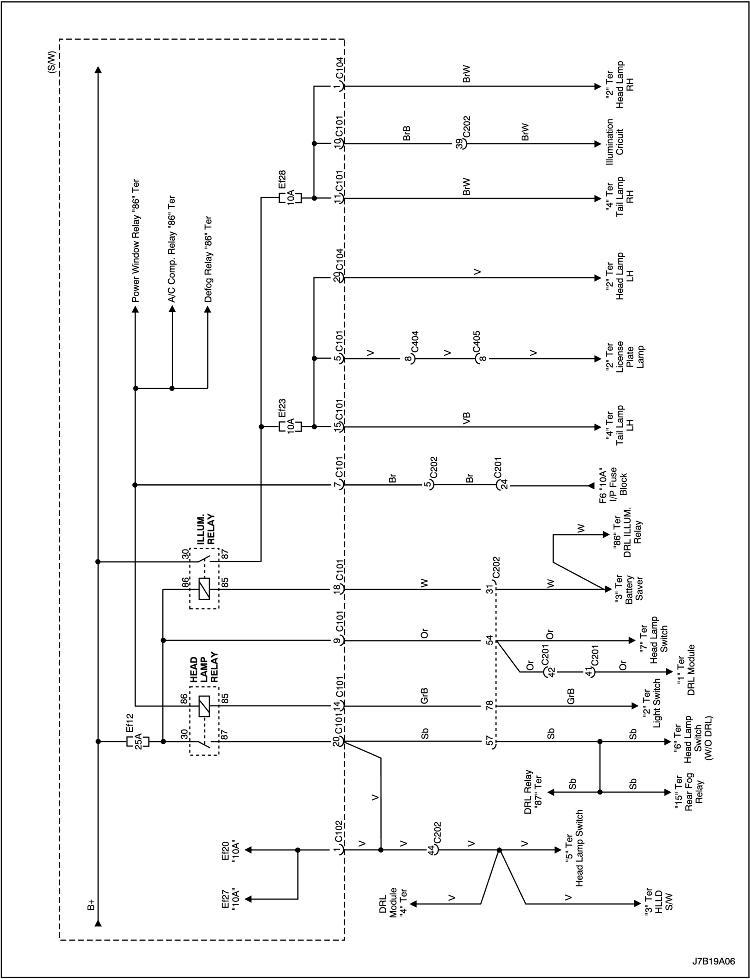 (S/W)
B+
Power Window Relay "86" Ter
A/C Comp. Relay "86" Ter
Defog Relay "86" Ter
Ef28
10A
Ef23
10A
ILLUM.
RELAY
30
87
86
85
HEAD
LAMP
RELAY
86
85
30
87
Ef12
25A
Ef20
"10A"
Ef27
"10A"
1
C104
BrW
"2" Ter
Head Lamp
RH
10
C101
BrB
39
C202
BrW
Illumination
Cricuit
11
C101
BrW
"4" Ter
Tail Lamp
RH
20
C104
V
"2" Ter
Head Lamp
LH
5
C101
V
8
C404
V
8
C405
V
"2" Ter
License
Plate
Lamp
15
C101
VB
"4" Ter
Tail Lamp
LH
7
C101
Br
5
C202
Br
24
C201
F6 "10A"
I/P Fuse
Block
W
"86" Ter
DRL ILLUM.
Relay
18
C101
W
31
C202
W
"3" Ter
Battery
Saver
9
C101
Or
54
Or
"7" Ter
Head Lamp
Switch
Or
42
C201
41
C201
Or
"1" Ter
DRL Module
14
C101
GrB
78
GrB
"2" Ter
Light Switch
20
C101
Sb
57
Sb
"6" Ter
Head Lamp
Switch
(W/O DRL)
DRL Relay
"87" Ter
Sb
Sb
"15" Ter
Rear Fog
Relay
V
1
C102
V
44
C202
V
V
"5" Ter
Head Lamp Switch
DRL
Module
"4" Ter
V
V
"3" Ter
HLLD
S/W
J7B19A06